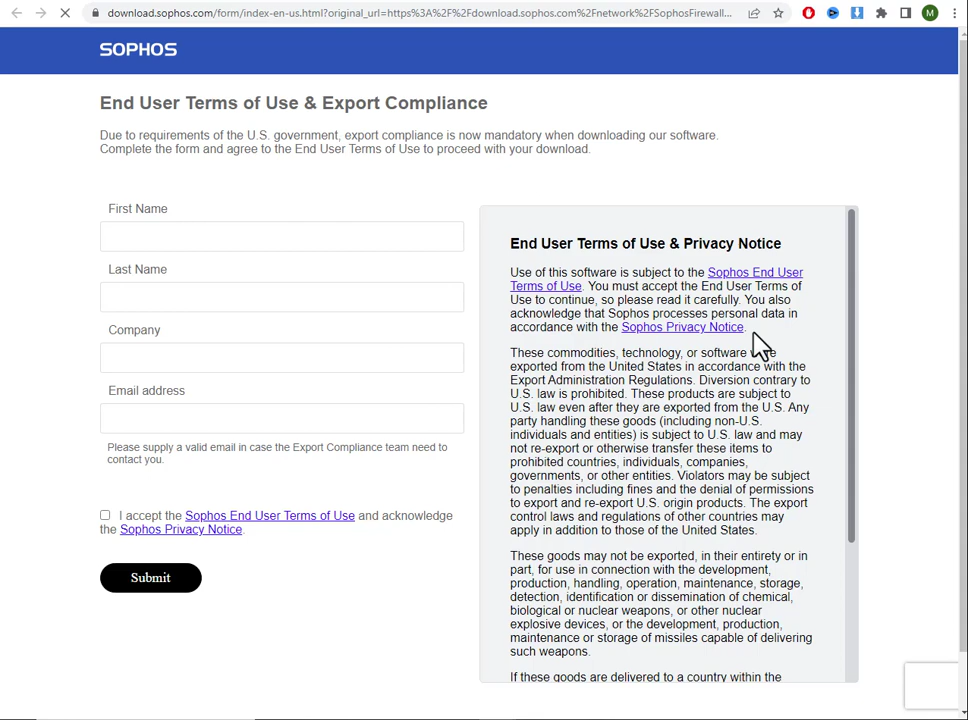 download.sophos.com/form/index-en-us.html?original_url=https%3A%2F%2Fdownload.sophos.com%2Fnetwork%2FSophosFirewall...
M
SOPHOS
End User Terms of Use & Export Compliance
Due to requirements of the U.S. government, export compliance is now mandatory when downloading our software.
Complete the form and agree to the End User Terms of Use to proceed with your download.
First Name
Last Name
Company
Email address
Please supply a valid email in case the Export Compliance team need to
contact you.
I accept the Sophos End User Terms of Use and acknowledge
the Sophos Privacy Notice.
Submit
End User Terms of Use & Privacy Notice
Use of this software is subject to the Sophos End User
Terms of Use. You must accept the End User Terms of
Use to continue, so please read it carefully. You also
acknowledge that Sophos processes personal data in
accordance with the Sophos Privacy Notice.
These commodities, technology, or software
exported from the United States in accordance with the
Export Administration Regulations. Diversion contrary to
U.S. law is prohibited. These products are subject to
U.S. law even after they are exported from the U.S. Any
party handling these goods (including non-U.S.
individuals and entities) is subject to U.S. law and may
not re-export or otherwise transfer these items to
prohibited countries, individuals, companies,
governments, or other entities. Violators may be subject
to penalties including fines and the denial of permissions
to export and re-export U.S. origin products. The export
control laws and regulations of other countries may
apply in addition to those of the United States.
These goods may not be exported, in their entirety or in
part, for use in connection with the development,
production, handling, operation, maintenance, storage,
detection, identification or dissemination of chemical,
biological or nuclear weapons, or other nuclear
explosive devices, or the development, production,
maintenance or storage of missiles capable of delivering
such weapons.
If these goods are delivered to a country within the